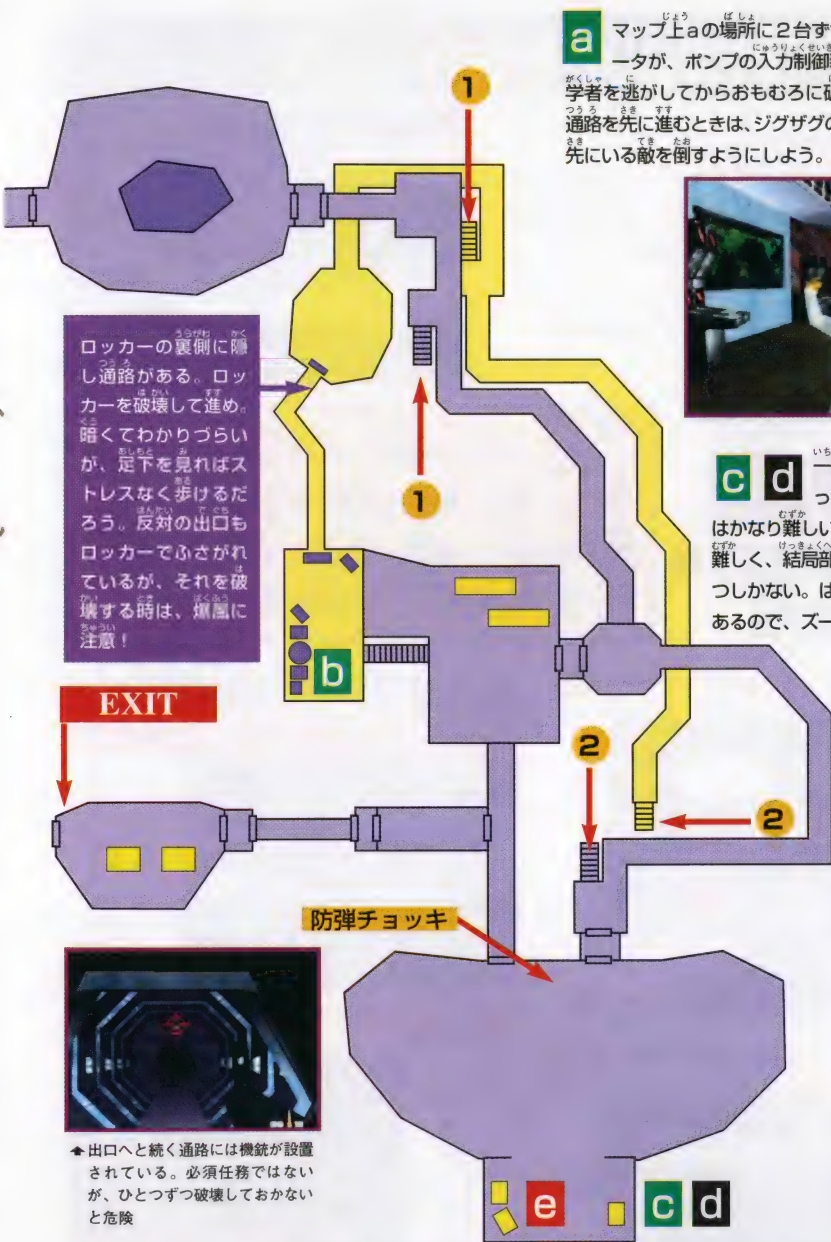 a
マップ上aの場所に2台ず
ータが、ポンプの入力制御
学者を逃がしてからおもむろに
通路を先に進むときは、ジグザグの
先にいる敵を倒すようにしよう。
1
ロッカーの裏側に隠
し通路がある。ロッ
カーを破壊して進め。
暗くてわかりづらい
が、足下を見ればス
トレスなく歩けるだ
ろう。反対の出口も
ロッカーでふさがれ
ているが、それを破
壊する時は、爆風に
注意!
1
c d
つ
はかなり難しい
難しく、結局部
つしかない。は
あるので、ズー
b
EXIT
2
2
防弾チョッキ
出口へと続く通路には機銃が設置
されている。必須任務ではない
が、ひとつずつ破壊しておかない
と危険
e
c d